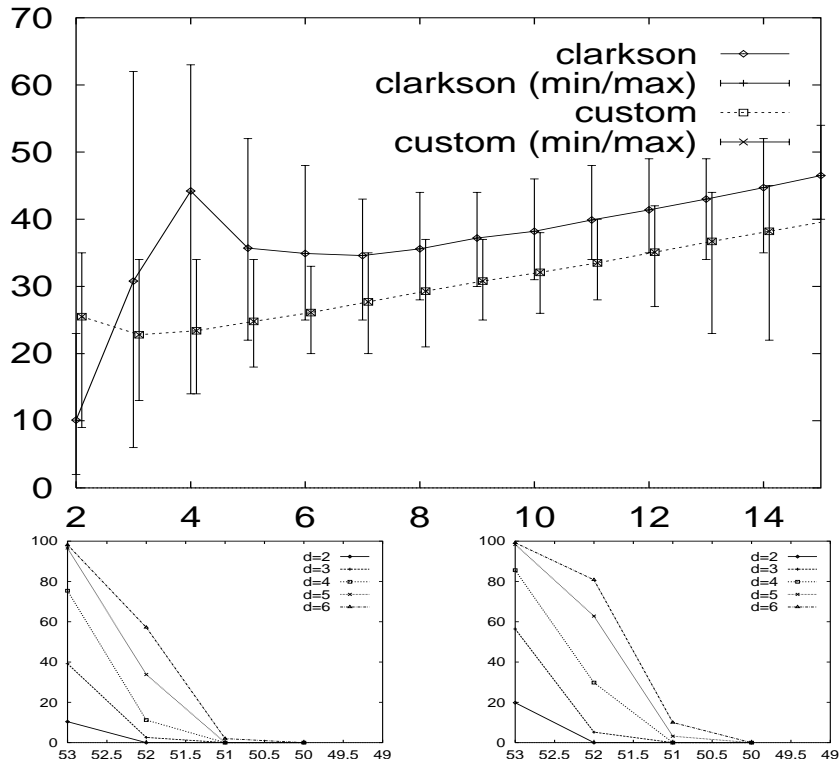 70
60
50
40
30
20
10
0
clarkson
clarkson (min/max)
custom
custom (min/max)
2 4 6 8 10 12 14
100
80
60
40
20
0
d=2
d=3
d=4
d=5
d=6
53 52.5 52 51.5 51 50.5 50 49.5 49
100
80
60
40
20
0
d=2
d=3
d=4
d=5
d=6
53 52.5 52 51.5 51 50.5 50 49.5 49